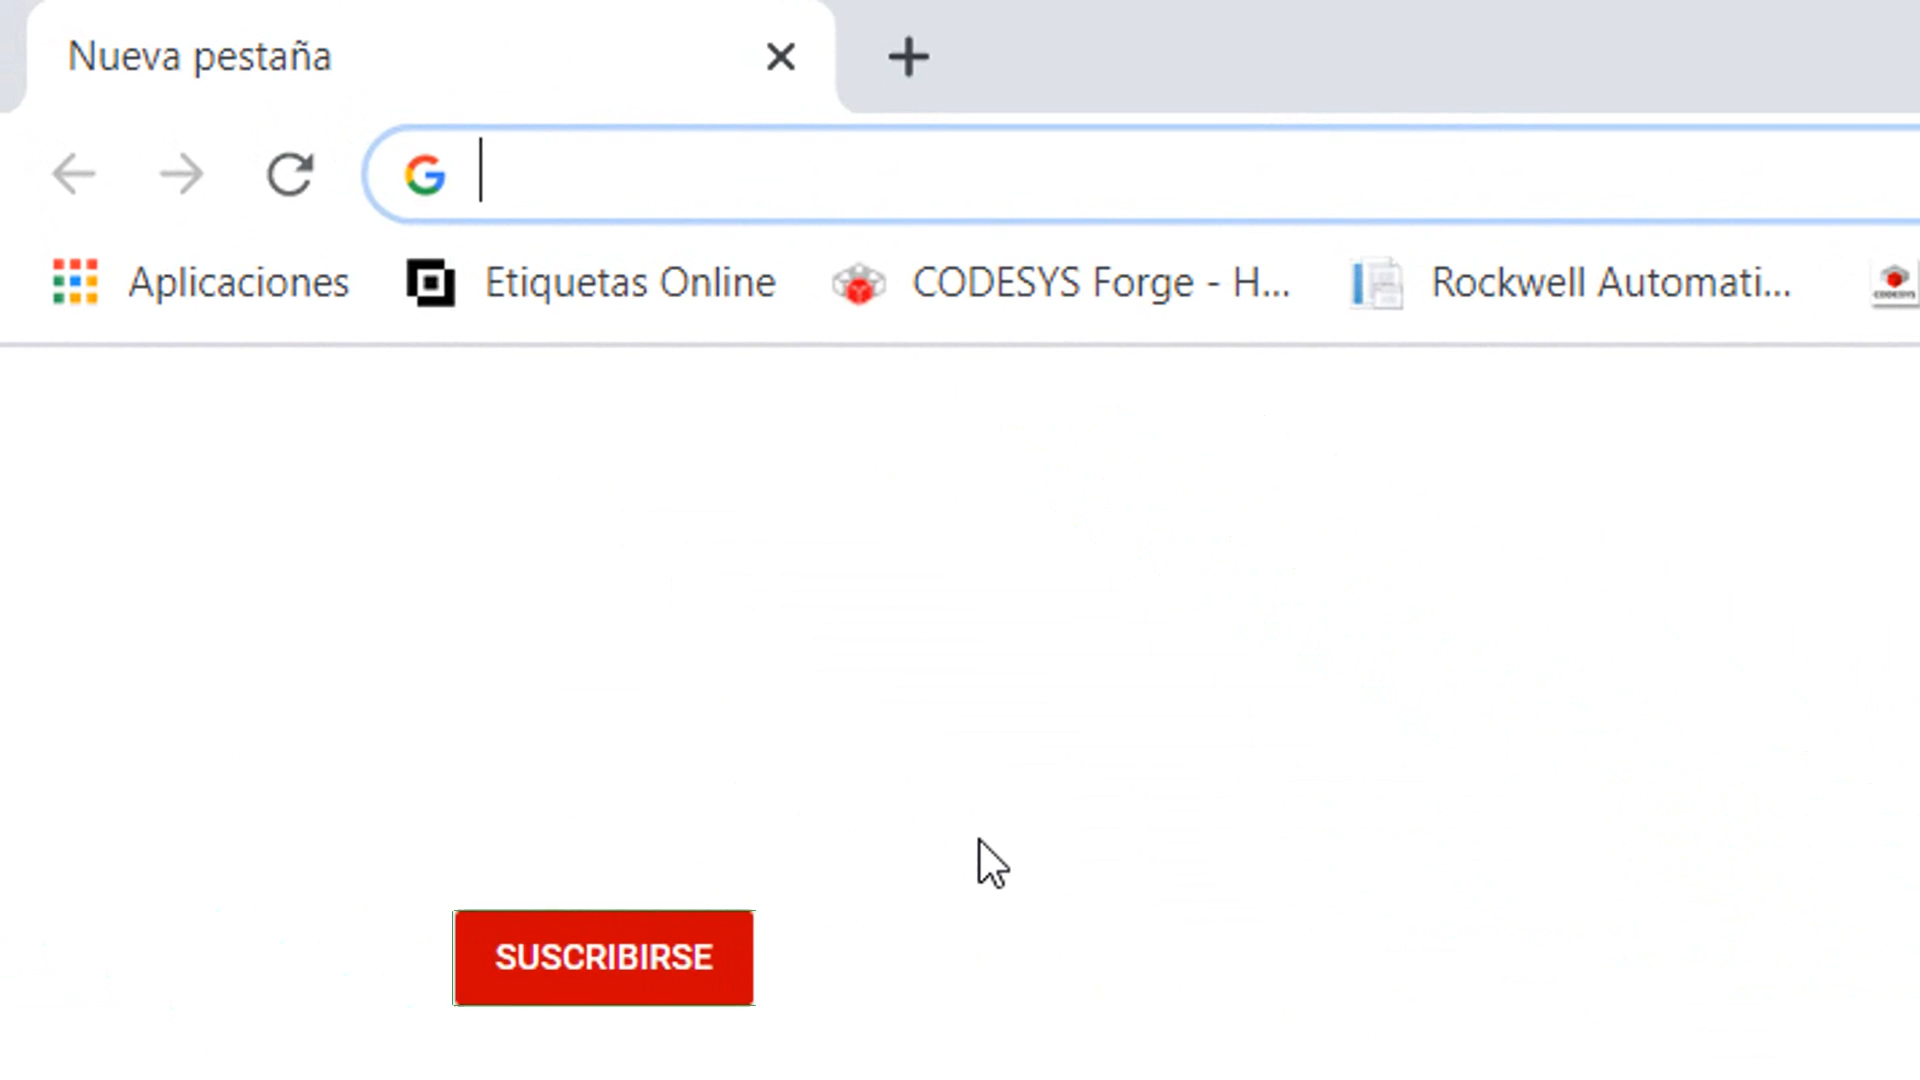 Nueva pestaña
Aplicaciones Etiquetas Online CODESYS Forge - H... Rockwell Automati...
SUSCRIBIRSE